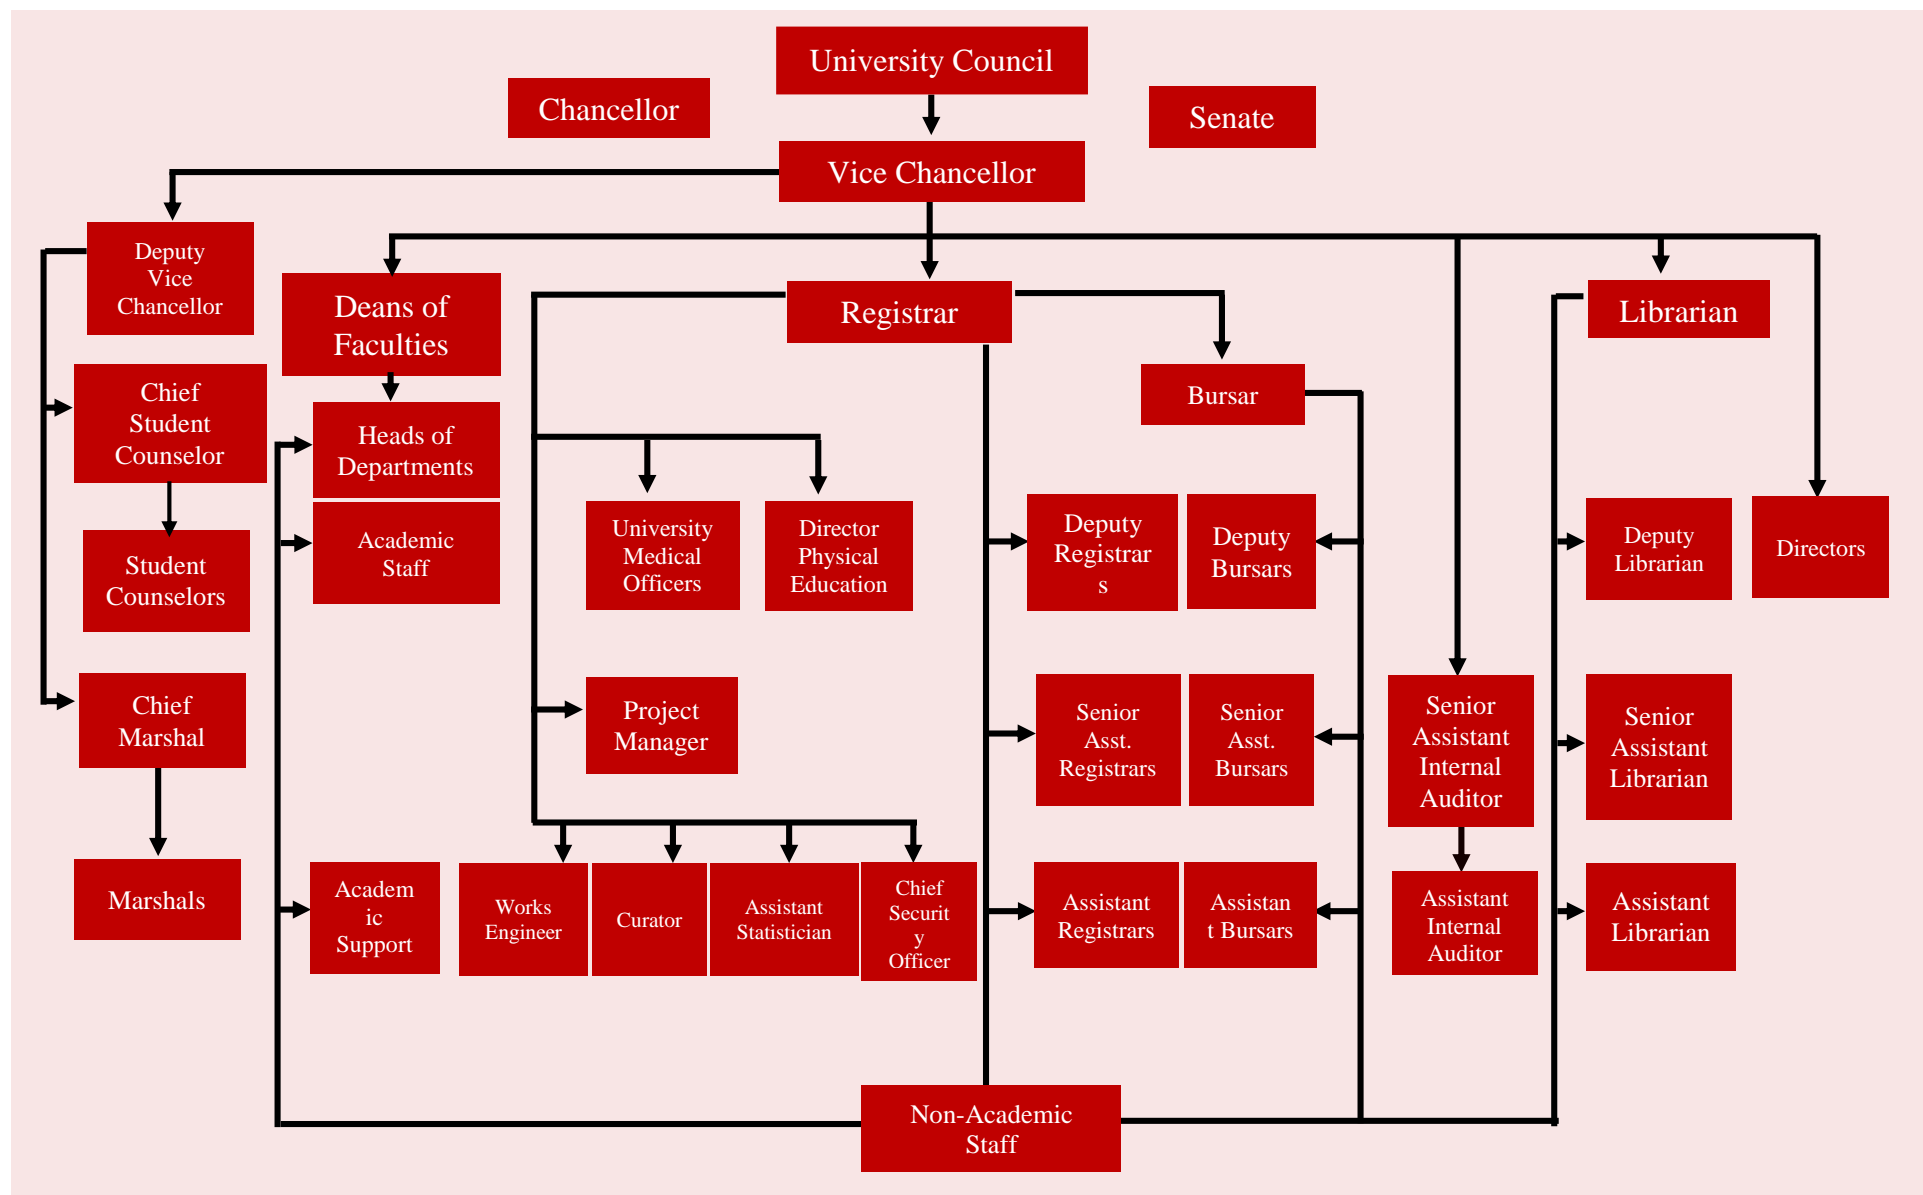 University Council
Chancellor
Senate
Vice Chancellor
Deputy
Vice
Chancellor
Deans of
Faculties
Registrar
Librarian
Chief
Student
Counselor
Bursar
Heads of
Departments
Academic
Staff
Student
Counselors
University
Medical
Officers
Director
Physical
Education
Deputy
Registrar
s
Deputy
Bursars
Deputy
Librarian
Directors
Chief
Marshal
Project
Manager
Senior
Asst.
Registrars
Senior
Asst.
Bursars
Senior
Assistant
Internal
Auditor
Senior
Assistant
Librarian
Marshals
Academ
ic
Support
Works
Engineer
Curator
Assistant
Statistician
Chief
Securit
y
Officer
Assistant
Registrars
Assistan
t Bursars
Assistant
Internal
Auditor
Assistant
Librarian
Non-Academic
Staff